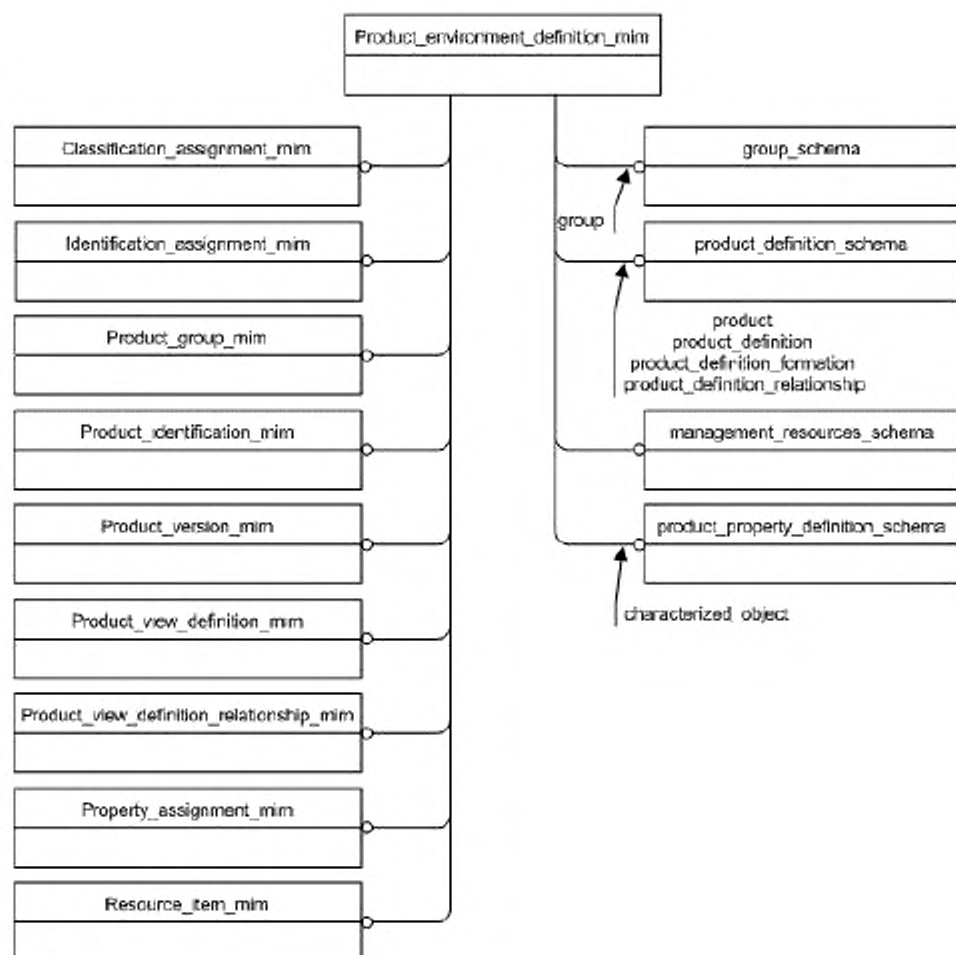 Product_environment_definition_mim
Classification_assignment_mim
Identification_assignment_mim
Product_group_mim
Product_identification_mim
Product_version_mim
Product_view_definition_mim
Product_view_definition_relationship_mim
Property_assignment_mim
Resource_item_mim
group_schema
group
product_definition_schema
product
product_definition
product_definition_formation
product_definition_relationship
management_resources_schema
product_property_definition_schema
characterized_object